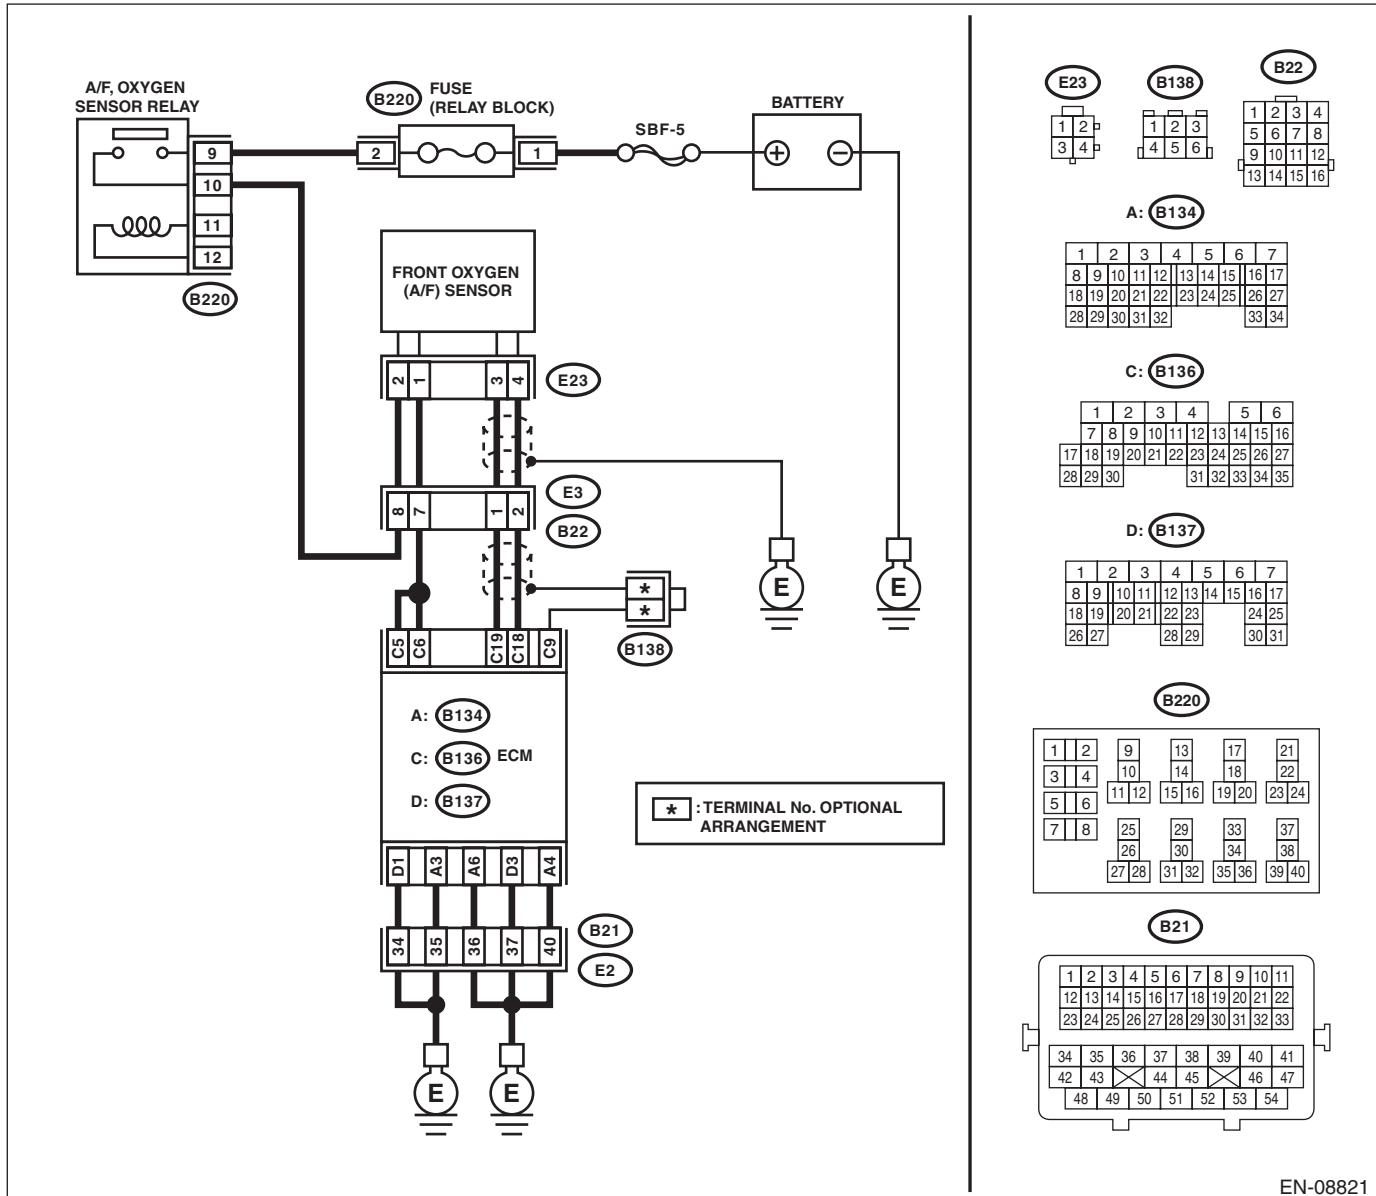 A/F, OXYGEN
SENSOR RELAY
9
10
11
12
B220
B220
FUSE
(RELAY BLOCK)
2
1
SBF-5
BATTERY
+
−
FRONT OXYGEN
(A/F) SENSOR
2 1 3 4
E23
8 7 1 2
E3
B22
*
*
B138
C5 C6 C19 C18 C9
A: B134
C: B136 ECM
D: B137
D1 A3 A6 D3 A4
34 35 36 37 40
B21
E2
E
E
E
E
* : TERMINAL No. OPTIONAL
ARRANGEMENT
E23
1 2
3 4
B138
1 2 3
4 5 6
B22
1 2 3 4
5 6 7 8
9 10 11 12
13 14 15 16
A: B134
1 2 3 4 5 6 7
8 9 10 11 12 13 14 15 16 17
18 19 20 21 22 23 24 25 26 27
28 29 30 31 32 33 34
C: B136
1 2 3 4 5 6
7 8 9 10 11 12 13 14 15 16
17 18 19 20 21 22 23 24 25 26 27
28 29 30 31 32 33 34 35
D: B137
1 2 3 4 5 6 7
8 9 10 11 12 13 14 15 16 17
18 19 20 21 22 23 24 25
26 27 28 29 30 31
B220
1 2
3 4
5 6
7 8
9
10
11 12
13
14
15 16
17
18
19 20
21
22
23 24
25
26
27 28
29
30
31 32
33
34
35 36
37
38
39 40
B21
1 2 3 4 5 6 7 8 9 10 11
12 13 14 15 16 17 18 19 20 21 22
23 24 25 26 27 28 29 30 31 32 33
34 35 36 37 38 39 40 41
42 43 44 45 46 47
48 49 50 51 52 53 54
EN-08821